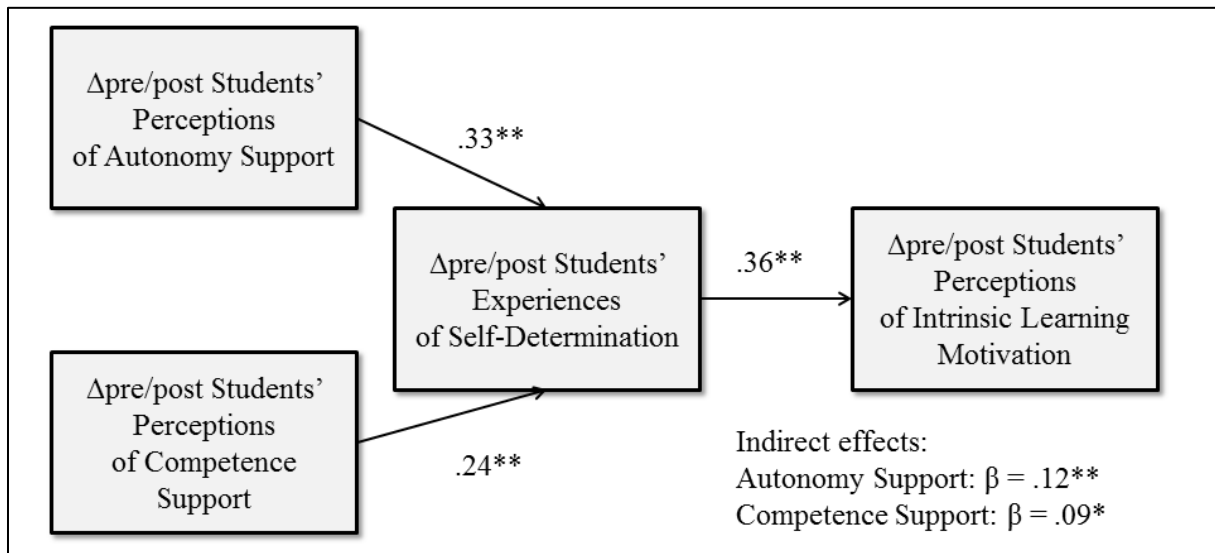 Δpre/post Students’
Perceptions
of Autonomy Support
.33**
Δpre/post Students’
Experiences
of Self-Determination
.36**
Δpre/post Students’
Perceptions
of Intrinsic Learning
Motivation
Δpre/post Students’
Perceptions
of Competence
Support
.24**
Indirect effects:
Autonomy Support: β = .12**
Competence Support: β = .09*